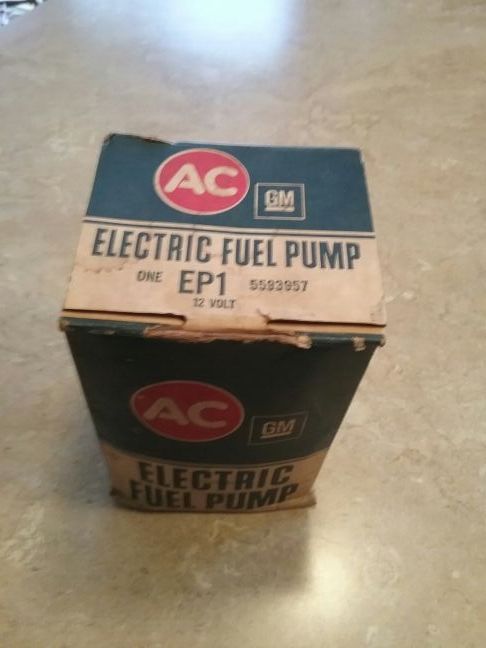 AC
GM
ELECTRIC FUEL PUMP
ONE EP1 5593957
12 VOLT
AC
GM
ELECTRIC
FUEL PUMP